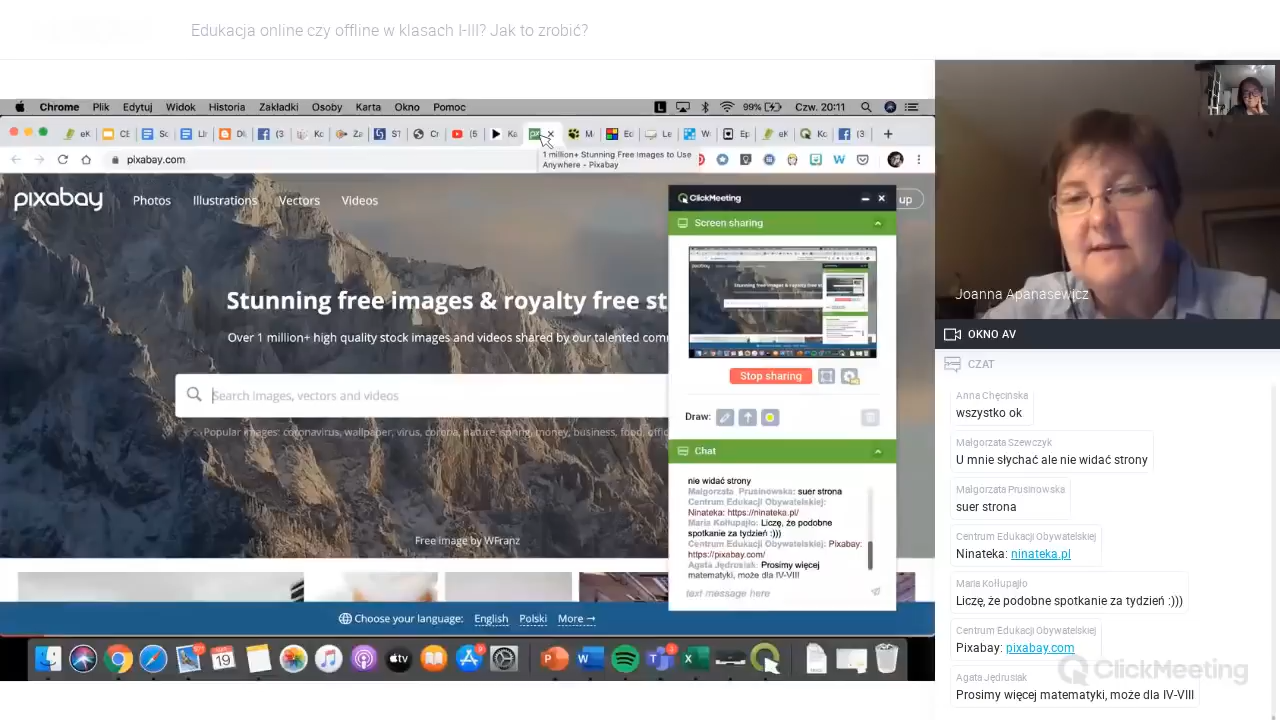 Edukacja online czy offline w klasach I-III? Jak to zrobić?
Chrome Plik Edytuj Widok Historia Zakładki Osoby Karta Okno Pomoc
99% Czw. 20:11
pixabay.com
1 million+ Stunning Free Images to Use
Anywhere - Pixabay
pixabay Photos Illustrations Vectors Videos
up
Stunning free images & royalty free st
Over 1 million+ high quality stock images and videos shared by our talented com
Search images, vectors and videos
Popular images: coronavirus, wallpaper, virus, corona, nature, spring, money, business, food, offic
Free image by WFranz
Choose your language: English Polski More →
ClickMeeting
Screen sharing
Stop sharing
Draw:
Chat
nie widać strony
Małgorzata Prusinowska: suer strona
Centrum Edukacji Obywatelskiej:
Ninateka: https://ninateka.pl/
Maria Kołłupajło: Liczę, że podobne
spotkanie za tydzień :)))
Centrum Edukacji Obywatelskiej: Pixabay:
https://pixabay.com/
Agata Jędrusiak: Prosimy więcej
matematyki, może dla IV-VIII
text message here
19
Joanna Apanasewicz
OKNO AV
CZAT
Anna Chęcińska
wszystko ok
Małgorzata Szewczyk
U mnie słychać ale nie widać strony
Małgorzata Prusinowska
suer strona
Centrum Edukacji Obywatelskiej
Ninateka: ninateka.pl
Maria Kołłupajło
Liczę, że podobne spotkanie za tydzień :)))
Centrum Edukacji Obywatelskiej
Pixabay: pixabay.com
Agata Jędrusiak
Prosimy więcej matematyki, może dla IV-VIII
ClickMeeting